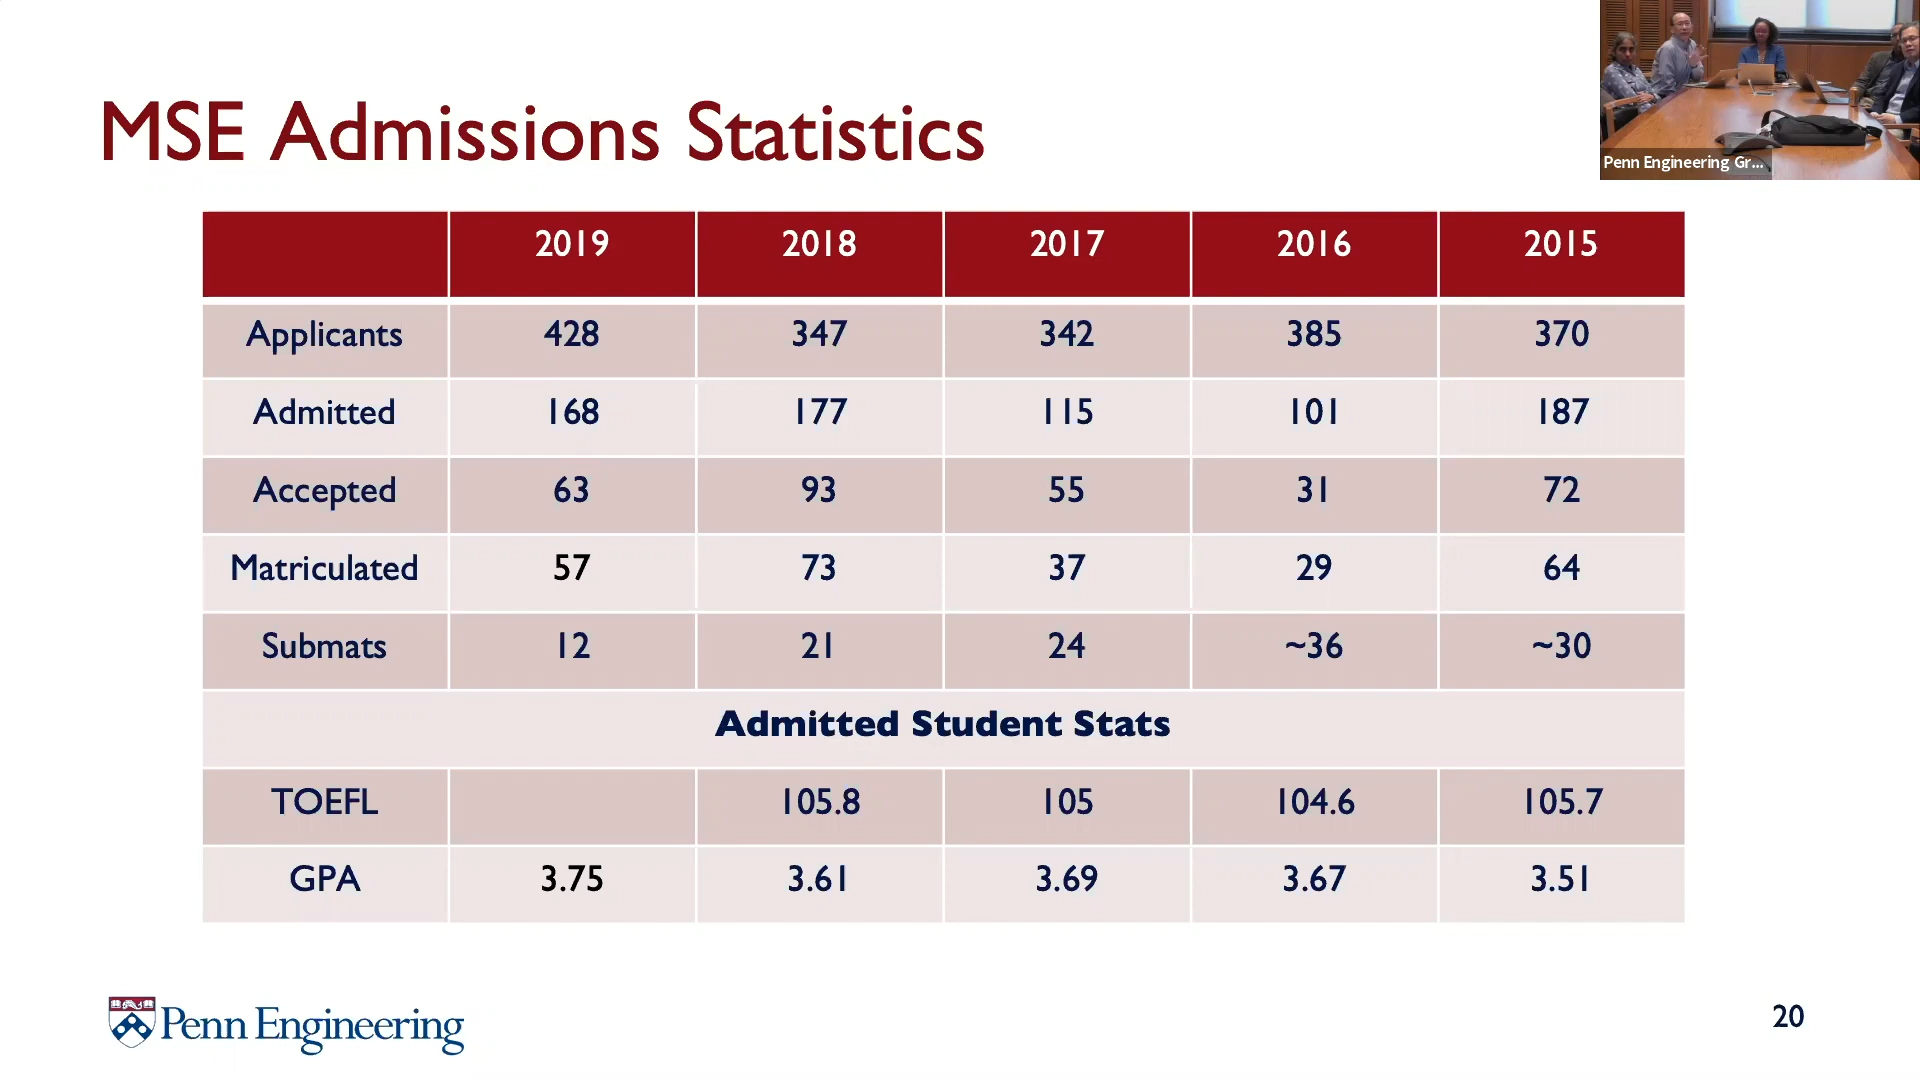 Penn Engineering Gr...
MSE Admissions Statistics
2019 2018 2017 2016 2015
Applicants 428 347 342 385 370
Admitted 168 177 115 101 187
Accepted 63 93 55 31 72
Matriculated 57 73 37 29 64
Submats 12 21 24 ~36 ~30
Admitted Student Stats
TOEFL 105.8 105 104.6 105.7
GPA 3.75 3.61 3.69 3.67 3.51
Penn Engineering
20